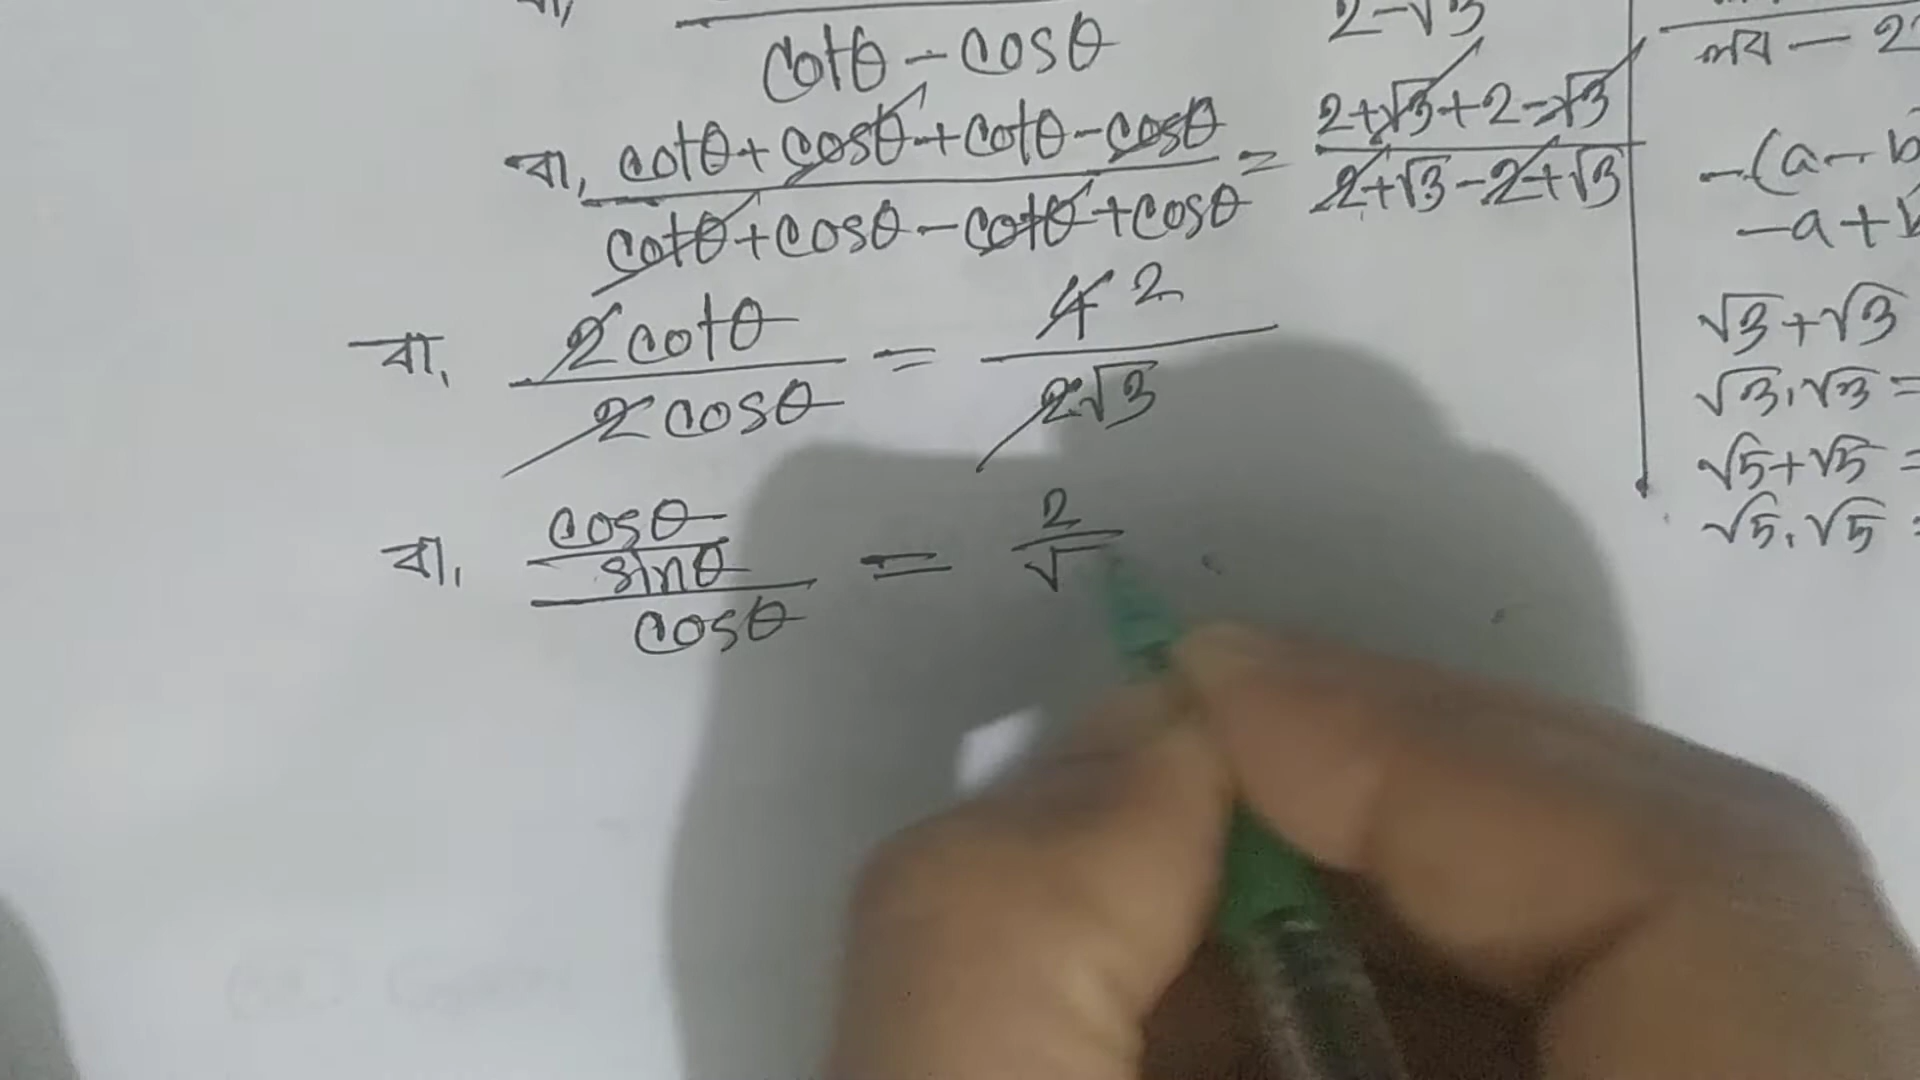 বা,
cotθ - cosθ
2-√3
বা, (cotθ + cosθ + cotθ - cosθ)/(cotθ + cosθ - cotθ + cosθ) = (2+√3+2-√3)/(2+√3-2+√3)
বা, 2cotθ/2cosθ = 4 2/2√3
বা, cosθ/sinθ/cosθ = 2/√
লব - 2
-(a - b
-a + b
√3+√3
√3.√3 =
√5+√5 =
√5.√5 =